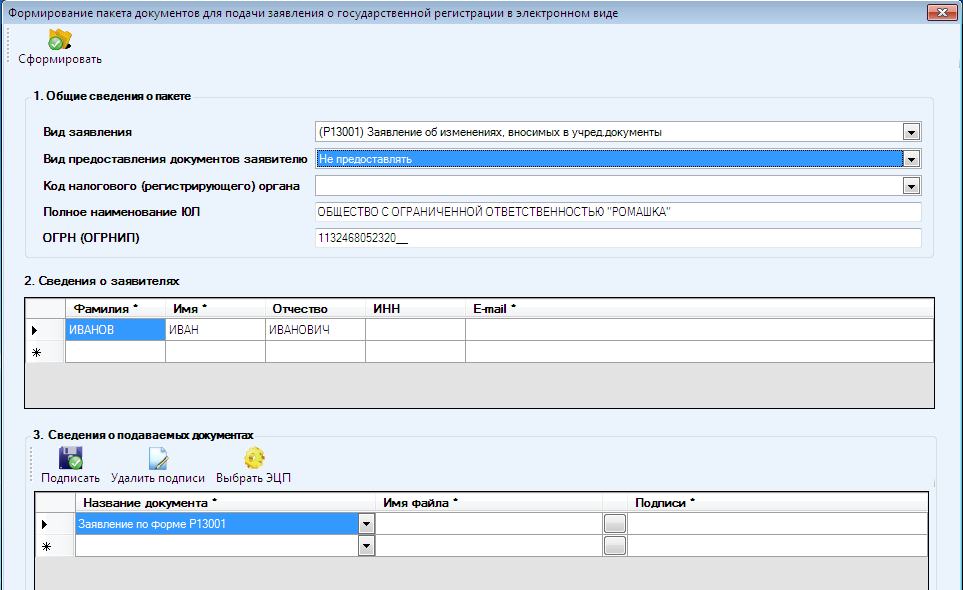 Формирование пакета документов для подачи заявления о государственной регистрации в электронном виде
Сформировать
1. Общие сведения о пакете
Вид заявления (Р13001) Заявление об изменениях, вносимых в учред.документы
Вид предоставления документов заявителю Не предоставлять
Код налогового (регистрирующего) органа
Полное наименование ЮЛ ОБЩЕСТВО С ОГРАНИЧЕННОЙ ОТВЕТСТВЕННОСТЬЮ "РОМАШКА"
ОГРН (ОГРНИП) 1132468052320__
2. Сведения о заявителях
Фамилия * Имя * Отчество ИНН E-mail *
ИВАНОВ ИВАН ИВАНОВИЧ
3. Сведения о подаваемых документах
Подписать Удалить подписи Выбрать ЭЦП
Название документа * Имя файла * Подписи *
Заявление по форме Р13001